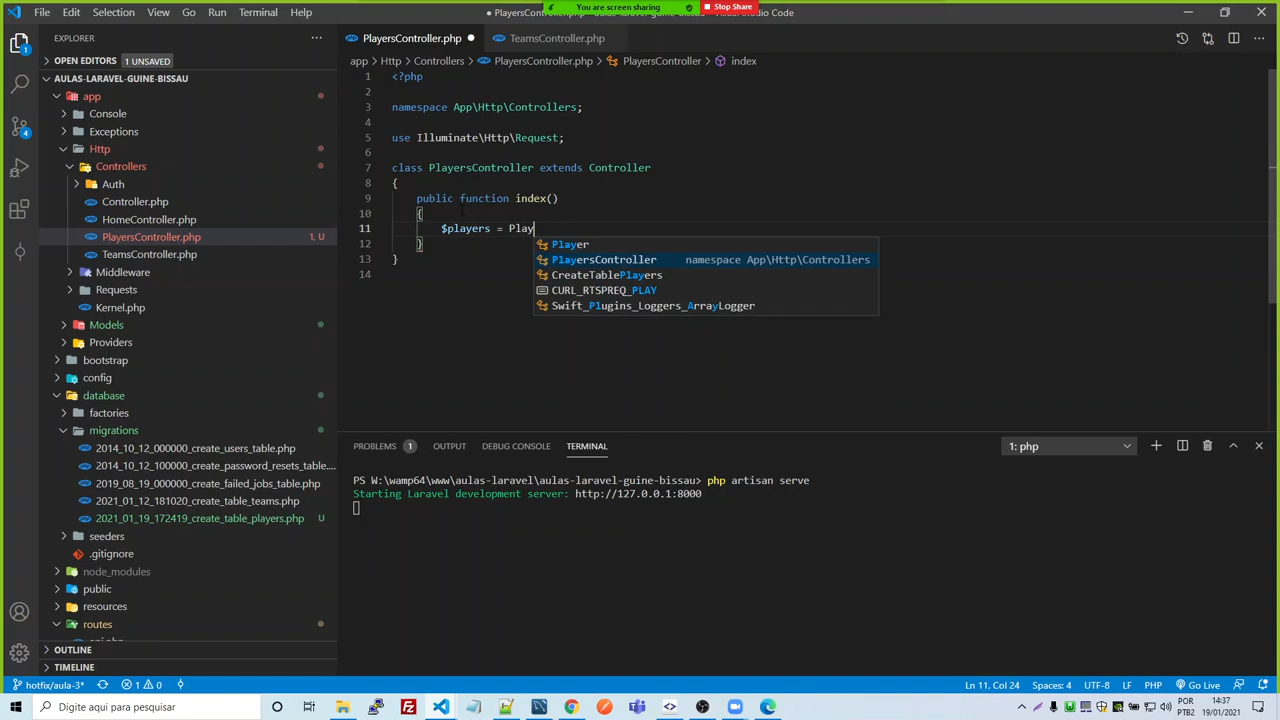 File Edit Selection View Go Run Terminal Help
You are screen sharing
Stop Share
Visual Studio Code
EXPLORER
PlayersController.php
TeamsController.php
OPEN EDITORS 1 UNSAVED
app > Http > Controllers > PlayersController.php > PlayersController > index
AULAS-LARAVEL-GUINE-BISSAU
app
Console
Exceptions
Http
Controllers
Auth
Controller.php
HomeController.php
PlayersController.php 1, U
TeamsController.php
Middleware
Requests
Kernel.php
Models
Providers
bootstrap
config
database
factories
migrations
2014_10_12_000000_create_users_table.php
2014_10_12_100000_create_password_resets_table....
2019_08_19_000000_create_failed_jobs_table.php
2021_01_12_181020_create_table_teams.php
2021_01_19_172419_create_table_players.php U
seeders
.gitignore
node_modules
public
resources
routes
OUTLINE
TIMELINE
1 <?php
2
3 namespace App\Http\Controllers;
4
5 use Illuminate\Http\Request;
6
7 class PlayersController extends Controller
8 {
9 public function index()
10 {
11 $players = Play
12 }
13 }
14
Player
PlayersController namespace App\Http\Controllers
CreateTablePlayers
CURL_RTSPREQ_PLAY
Swift_Plugins_Loggers_ArrayLogger
PROBLEMS 1 OUTPUT DEBUG CONSOLE TERMINAL
1: php
PS W:\wamp64\www\aulas-laravel\aulas-laravel-guine-bissau> php artisan serve
Starting Laravel development server: http://127.0.0.1:8000
1
4
hotfix/aula-3* 1 0
Ln 11, Col 24 Spaces: 4 UTF-8 LF PHP Go Live
Digite aqui para pesquisar
POR
PTB2
14:37
19/01/2021